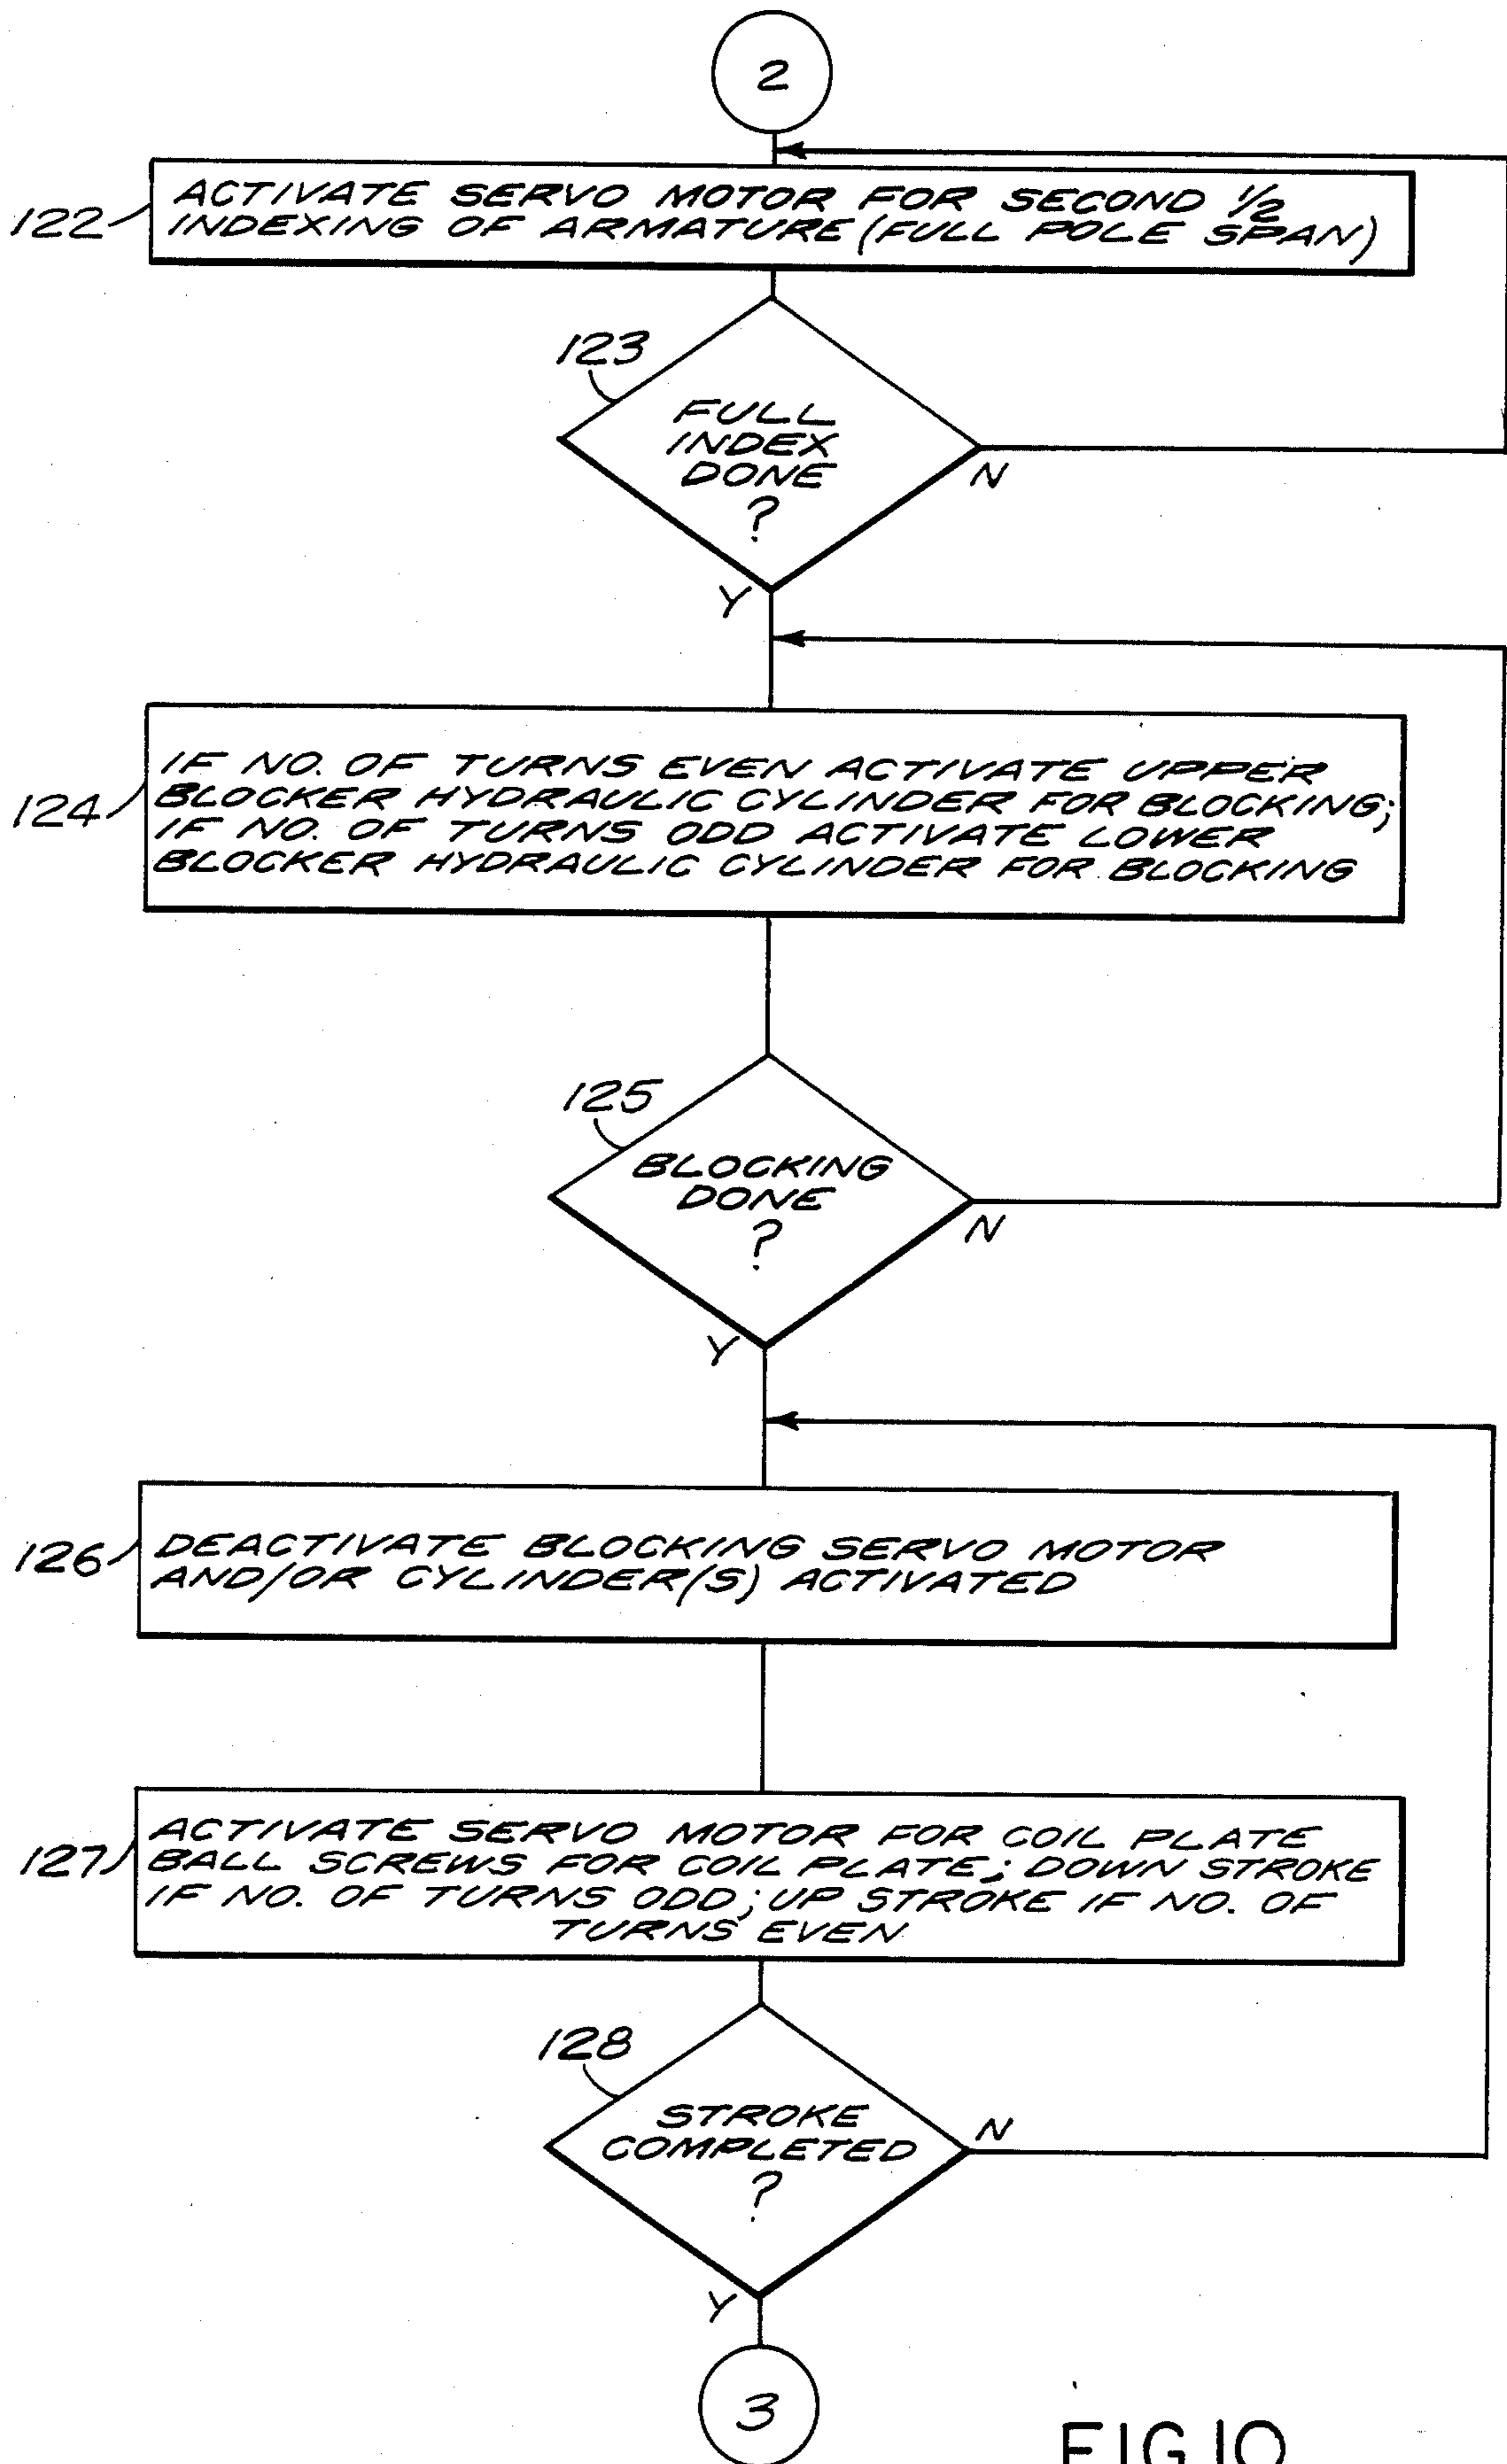 2
122
ACTIVATE SERVO MOTOR FOR SECOND 1/2
INDEXING OF ARMATURE (FULL POLE SPAN)
123
FULL
INDEX
DONE
?
N
Y
124
IF NO. OF TURNS EVEN ACTIVATE UPPER
BLOCKER HYDRAULIC CYLINDER FOR BLOCKING;
IF NO. OF TURNS ODD ACTIVATE LOWER
BLOCKER HYDRAULIC CYLINDER FOR BLOCKING
125
BLOCKING
DONE
?
N
Y
126
DEACTIVATE BLOCKING SERVO MOTOR
AND/OR CYLINDER(S) ACTIVATED
127
ACTIVATE SERVO MOTOR FOR COIL PLATE
BALL SCREWS FOR COIL PLATE; DOWN STROKE
IF NO. OF TURNS ODD; UP STROKE IF NO. OF
TURNS EVEN
128
STROKE
COMPLETED
?
N
Y
3
FIG.10